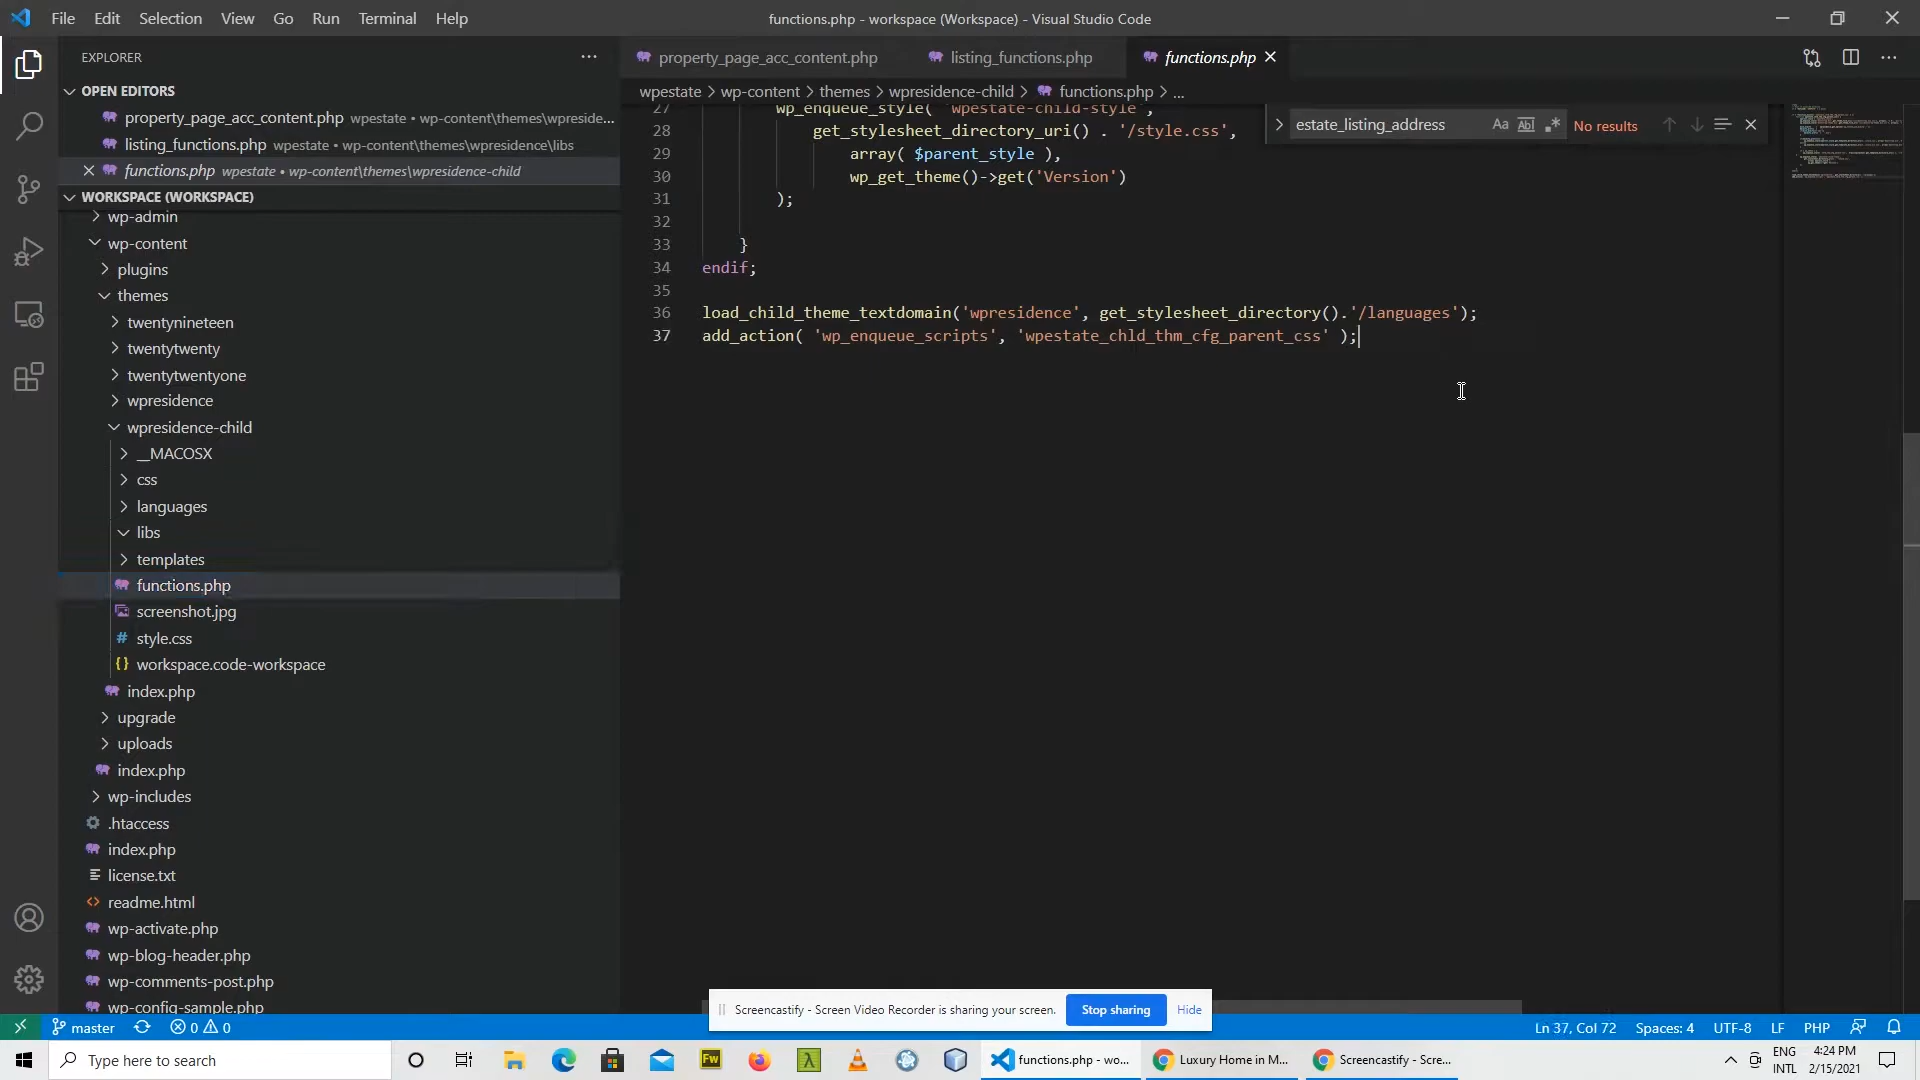 File Edit Selection View Go Run Terminal Help
functions.php - workspace (Workspace) - Visual Studio Code
EXPLORER
property_page_acc_content.php
listing_functions.php
functions.php
OPEN EDITORS
wpestate > wp-content > themes > wpresidence-child > functions.php > ...
property_page_acc_content.php wpestate • wp-content\themes\wpreside...
listing_functions.php wpestate • wp-content\themes\wpresidence\libs
functions.php wpestate • wp-content\themes\wpresidence-child
estate_listing_address
Aa
No results
WORKSPACE (WORKSPACE)
wp-admin
wp-content
plugins
themes
twentynineteen
twentytwenty
twentytwentyone
wpresidence
wpresidence-child
__MACOSX
css
languages
libs
templates
functions.php
screenshot.jpg
style.css
workspace.code-workspace
index.php
upgrade
uploads
index.php
wp-includes
.htaccess
index.php
license.txt
readme.html
wp-activate.php
wp-blog-header.php
wp-comments-post.php
wp-config-sample.php
27 wp_enqueue_style( 'wpestate-child-style',
28 get_stylesheet_directory_uri() . '/style.css',
29 array( $parent_style ),
30 wp_get_theme()->get('Version')
31 );
32
33 }
34 endif;
35
36 load_child_theme_textdomain('wpresidence', get_stylesheet_directory().'/languages');
37 add_action( 'wp_enqueue_scripts', 'wpestate_chld_thm_cfg_parent_css' );
Screencastify - Screen Video Recorder is sharing your screen. Stop sharing Hide
master 0 0
Ln 37, Col 72 Spaces: 4 UTF-8 LF PHP
Type here to search
Fw
functions.php - wo...
Luxury Home in M...
Screencastify - Scre...
ENG
INTL
4:24 PM
2/15/2021